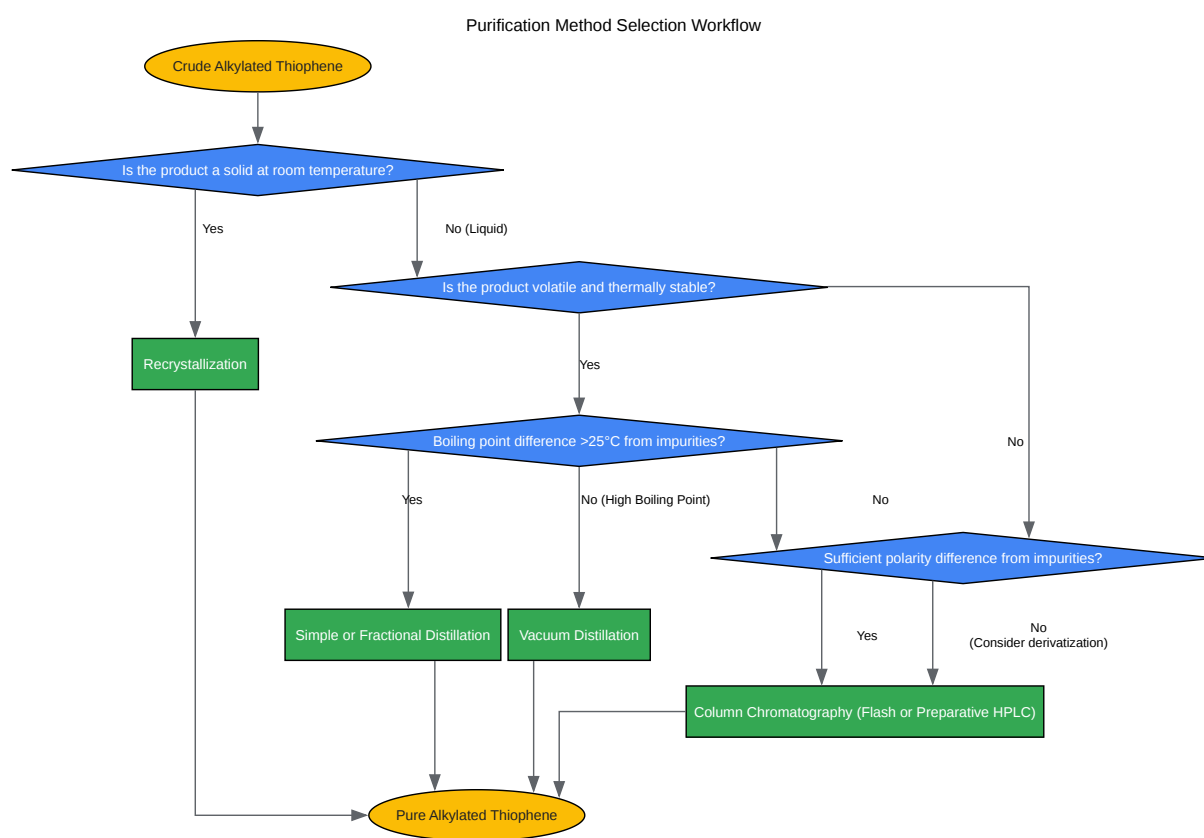 Purification Method Selection Workflow
Crude Alkylated Thiophene
Is the product a solid at room temperature?
Yes
No (Liquid)
Is the product volatile and thermally stable?
Recrystallization
Yes
Boiling point difference >25°C from impurities?
No
Yes
No (High Boiling Point)
No
Sufficient polarity difference from impurities?
Simple or Fractional Distillation
Vacuum Distillation
Yes
No
(Consider derivatization)
Column Chromatography (Flash or Preparative HPLC)
Pure Alkylated Thiophene